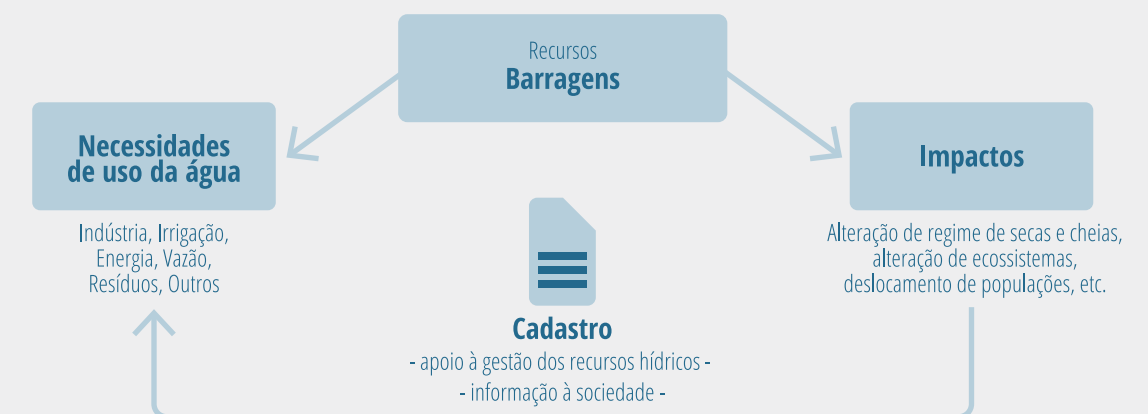 Recursos
Barragens
Necessidades
de uso da água
Indústria, Irrigação,
Energia, Vazão,
Resíduos, Outros
Impactos
Alteração de regime de secas e cheias,
alteração de ecossistemas,
deslocamento de populações, etc.
Cadastro
- apoio à gestão dos recursos hídricos -
- informação à sociedade -